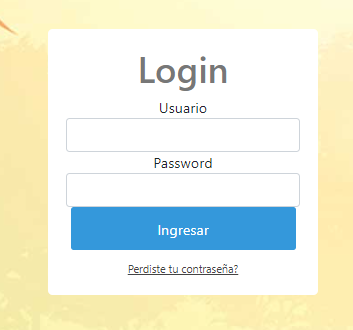 Login
Usuario
Password
Ingresar
Perdiste tu contraseña?